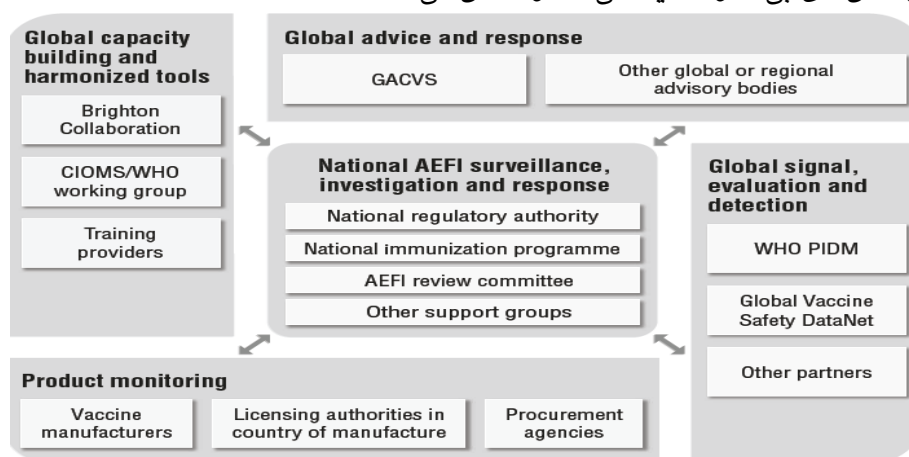 Global capacity
building and
harmonized tools
Brighton
Collaboration
CIOMS/WHO
working group
Training
providers
Global advice and response
GACVS
Other global or regional
advisory bodies
National AEFI surveillance,
investigation and response
National regulatory authority
National immunization programme
AEFI review committee
Other support groups
Global signal,
evaluation and
detection
WHO PIDM
Global Vaccine
Safety DataNet
Other partners
Product monitoring
Vaccine
manufacturers
Licensing authorities in
country of manufacture
Procurement
agencies